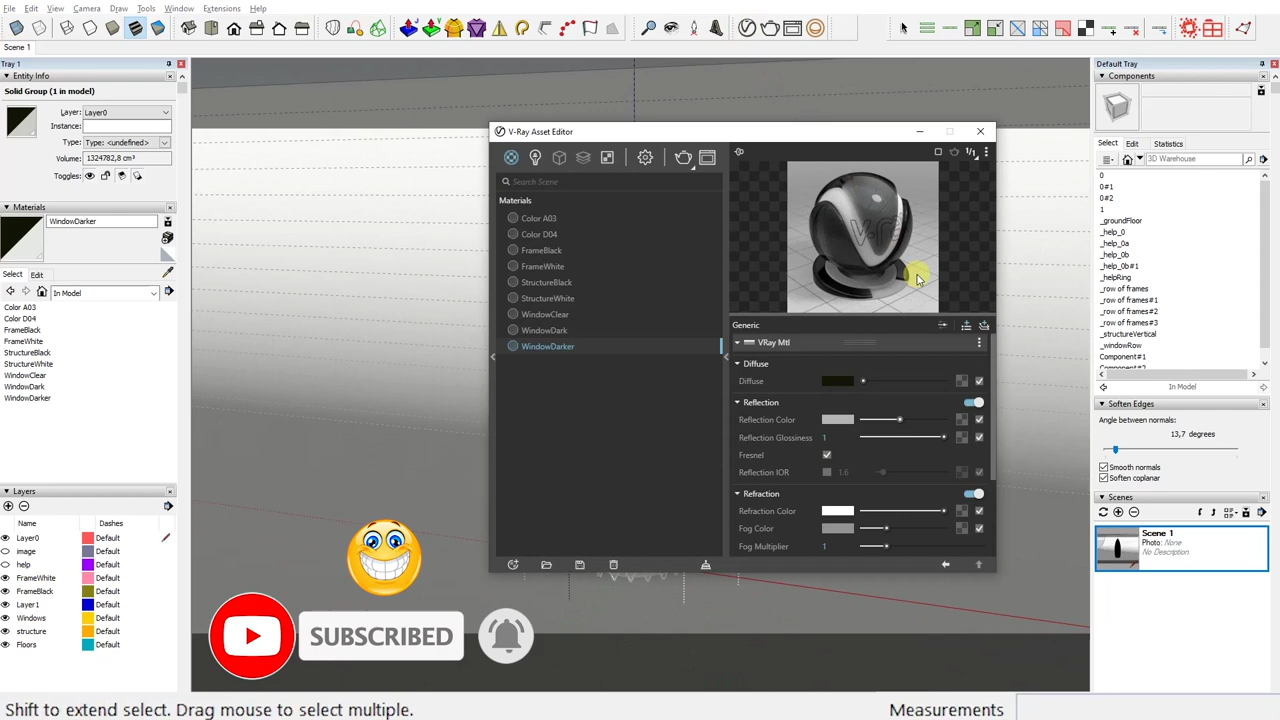 File Edit View Camera Draw Tools Window Extensions Help
Scene 1
Tray 1
Entity Info
Solid Group (1 in model)
Layer: Layer0
Instance:
Type: Type: <undefined>
Volume: 1324782,8 cm³
Toggles:
Materials
WindowDarker
Select Edit
In Model
Color A03
Color D04
FrameBlack
FrameWhite
StructureBlack
StructureWhite
WindowClear
WindowDark
WindowDarker
Layers
Name Dashes
Layer0 Default
image Default
help Default
FrameWhite Default
FrameBlack Default
Layer1 Default
Windows Default
structure Default
Floors Default
V-Ray Asset Editor
Search Scene
Materials
Color A03
Color D04
FrameBlack
FrameWhite
StructureBlack
StructureWhite
WindowClear
WindowDark
WindowDarker
1/1
Generic
VRay Mtl
Diffuse
Diffuse
Reflection
Reflection Color
Reflection Glossiness 1
Fresnel
Reflection IOR 1.6
Refraction
Refraction Color
Fog Color
Fog Multiplier 1
SUBSCRIBED
Default Tray
Components
Select Edit Statistics
3D Warehouse
0
0#1
0#2
1
_groundFloor
_help_0
_help_0a
_help_0b
_help_0b#1
_helpRing
_row of frames
_row of frames#1
_row of frames#2
_row of frames#3
_structureVertical
_windowRow
Component#1
Component#2
In Model
Soften Edges
Angle between normals:
13,7 degrees
Smooth normals
Soften coplanar
Scenes
Scene 1
Photo: None
No Description
Shift to extend select. Drag mouse to select multiple.
Measurements